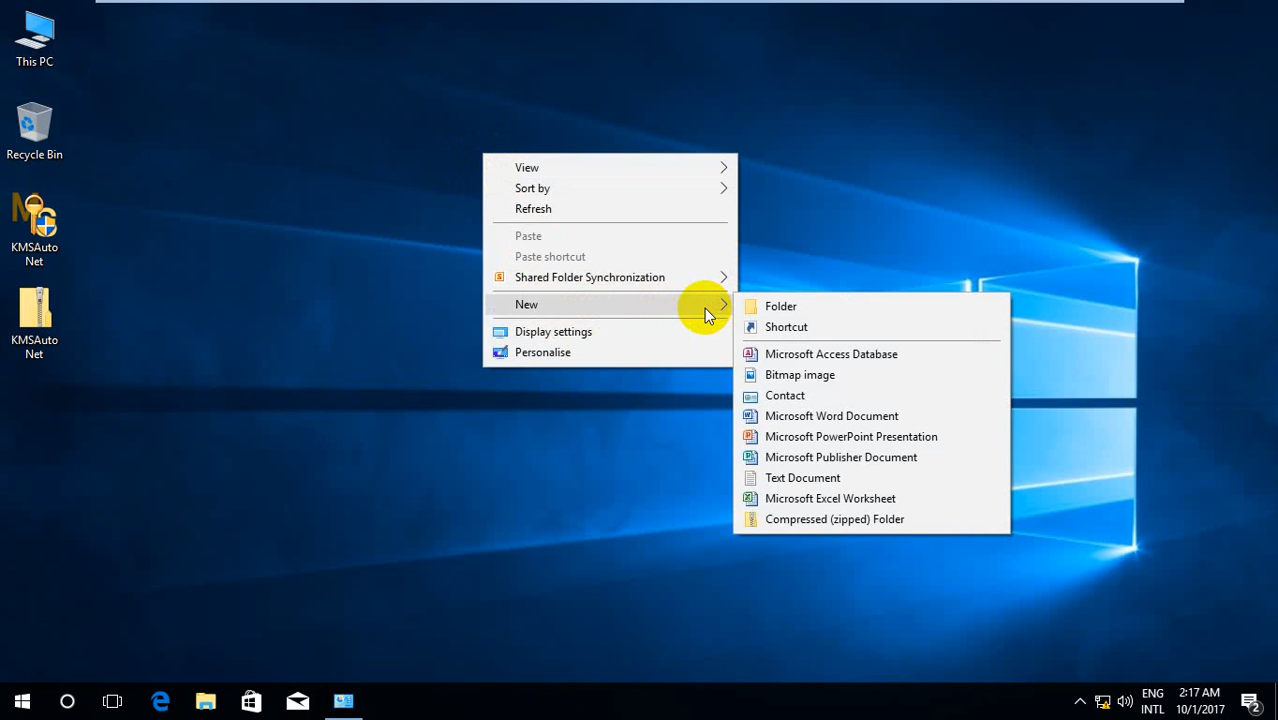 This PC
Recycle Bin
KMSAuto
Net
KMSAuto
Net
View
Sort by
Refresh
Paste
Paste shortcut
Shared Folder Synchronization
New
Display settings
Personalise
Folder
Shortcut
Microsoft Access Database
Bitmap image
Contact
Microsoft Word Document
Microsoft PowerPoint Presentation
Microsoft Publisher Document
Text Document
Microsoft Excel Worksheet
Compressed (zipped) Folder
ENG
INTL
2:17 AM
10/1/2017
2